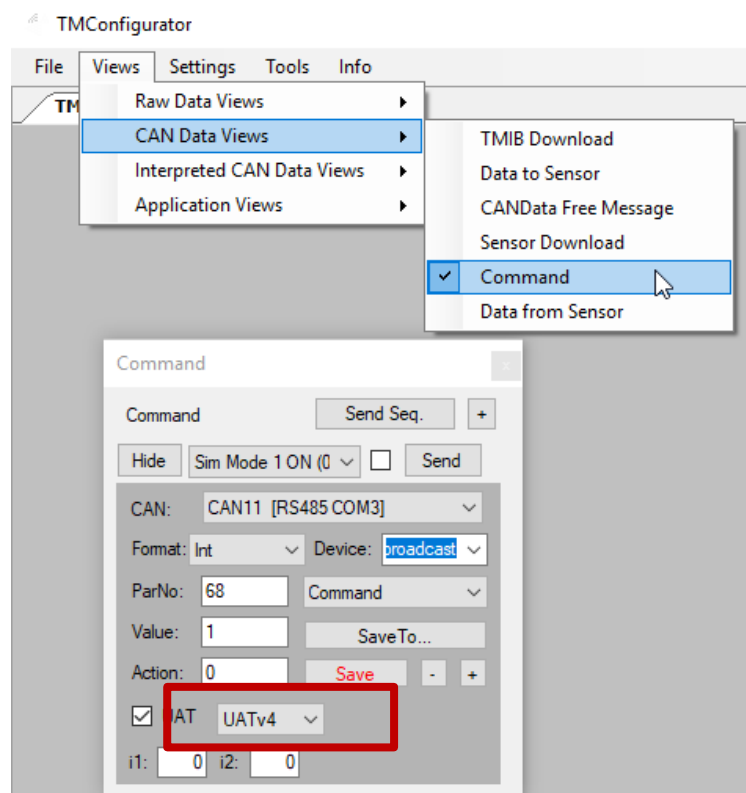 TMConfigurator
File Views Settings Tools Info
TM
Raw Data Views
CAN Data Views
Interpreted CAN Data Views
Application Views
TMIB Download
Data to Sensor
CANData Free Message
Sensor Download
Command
Data from Sensor
Command
x
Command Send Seq. +
Hide Sim Mode 1 ON (0 Send
CAN: CAN11 [RS485 COM3]
Format: Int Device: broadcast
ParNo: 68 Command
Value: 1 SaveTo...
Action: 0 Save - +
UAT UATv4
i1: 0 i2: 0